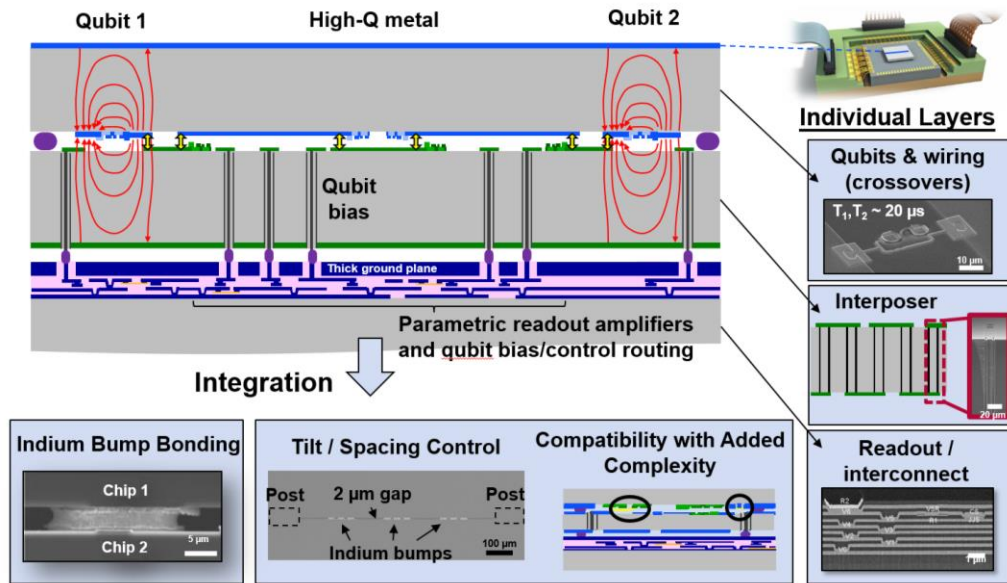 Qubit 1
High-Q metal
Qubit 2
Individual Layers
Qubits & wiring
(crossovers)
T₁,T₂ ~ 20 µs
10 µm
Qubit
bias
Thick ground plane
Interposer
20 µm
Parametric readout amplifiers
and qubit bias/control routing
Integration
Readout /
interconnect
R2
1 µm
Indium Bump Bonding
Chip 1
Chip 2
5 µm
Tilt / Spacing Control
Post
2 µm gap
Post
Indium bumps
100 µm
Compatibility with Added
Complexity